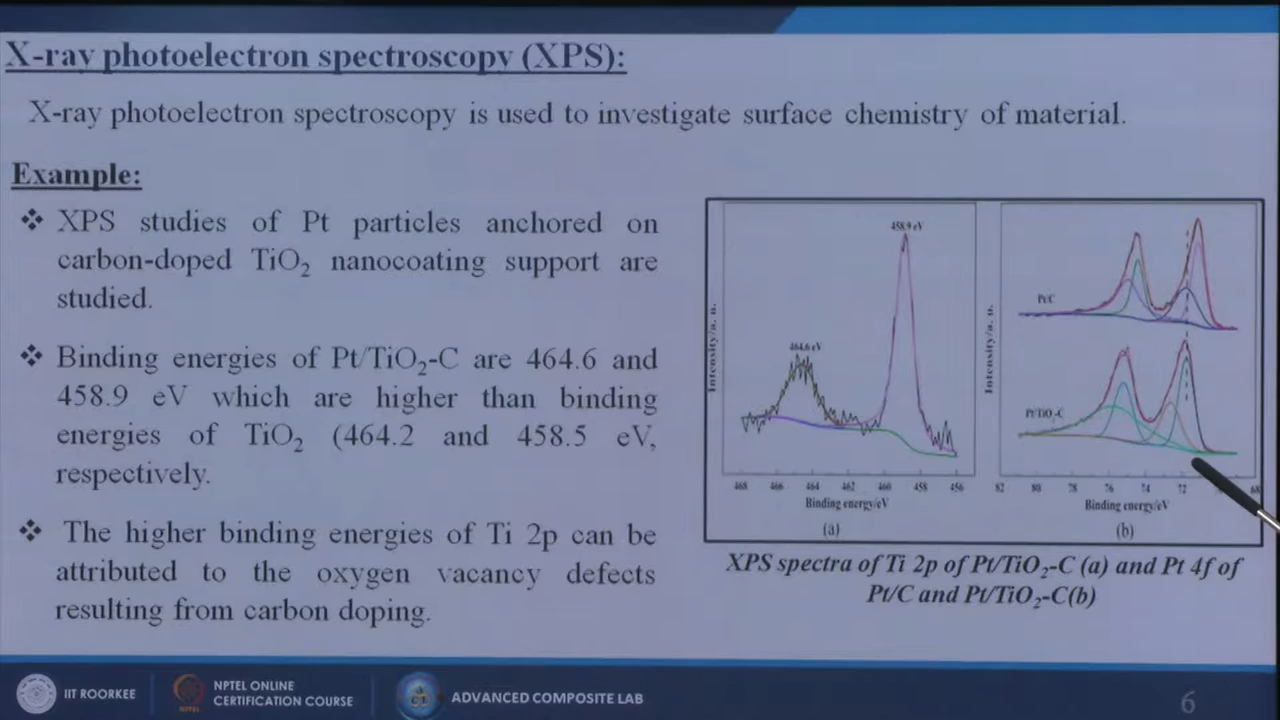 X-ray photoelectron spectroscopy (XPS):
X-ray photoelectron spectroscopy is used to investigate surface chemistry of material.
Example:
❖ XPS studies of Pt particles anchored on
carbon-doped TiO₂ nanocoating support are
studied.
❖ Binding energies of Pt/TiO₂-C are 464.6 and
458.9 eV which are higher than binding
energies of TiO₂ (464.2 and 458.5 eV,
respectively.
❖ The higher binding energies of Ti 2p can be
attributed to the oxygen vacancy defects
resulting from carbon doping.
458.9 eV
464.6 eV
Intensity/a. u.
468 466 464 462 460 458 456
Binding energy/eV
(a)
Pt/C
Pt/TiO₂-C
Intensity/a. u.
82 80 78 76 74 72 68
Binding energy/eV
(b)
XPS spectra of Ti 2p of Pt/TiO₂-C (a) and Pt 4f of
Pt/C and Pt/TiO₂-C(b)
IIT ROORKEE
NPTEL ONLINE
CERTIFICATION COURSE
ADVANCED COMPOSITE LAB
6